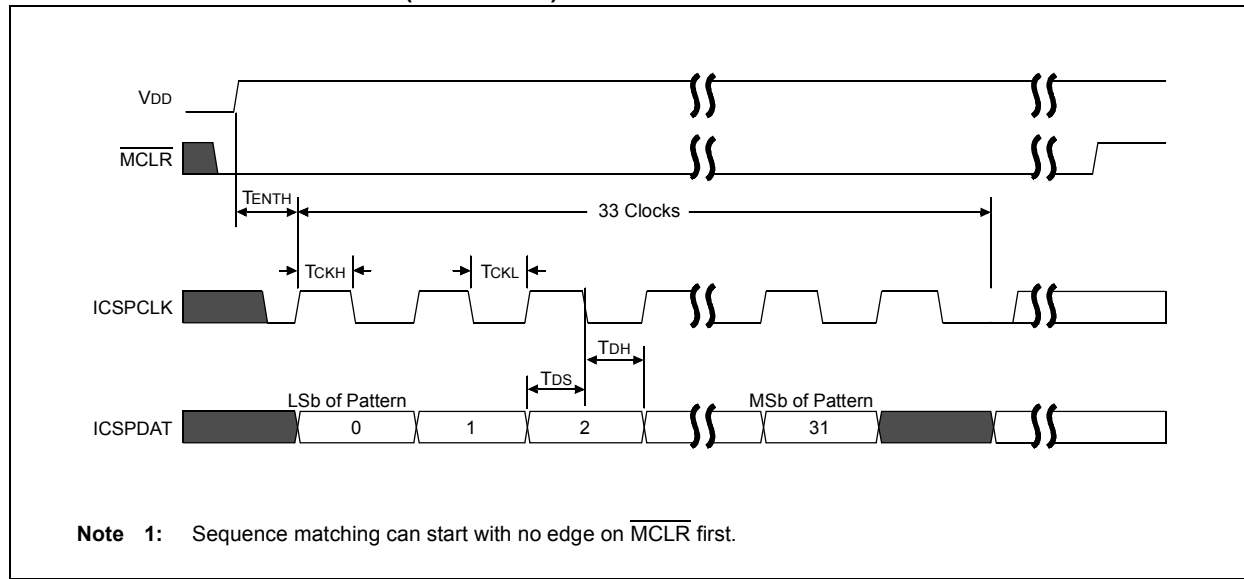 VDD
MCLR
TENTH
33 Clocks
TCKH
TCKL
ICSPCLK
TDH
TDS
LSb of Pattern
MSb of Pattern
ICSPDAT
0
1
2
31
Note 1: Sequence matching can start with no edge on MCLR first.